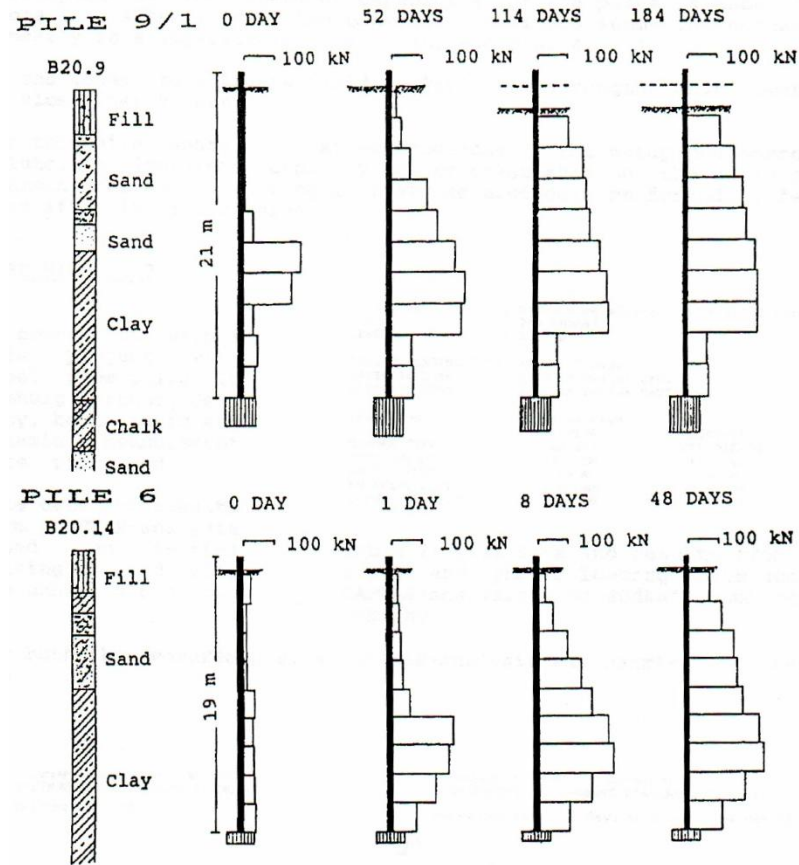 PILE 9/1 0 DAY 52 DAYS 114 DAYS 184 DAYS
100 kN 100 kN 100 kN 100 kN
B20.9
Fill
Sand
Sand
Clay
Chalk
Sand
21 m
PILE 6 0 DAY 1 DAY 8 DAYS 48 DAYS
B20.14
100 kN 100 kN 100 kN 100 kN
Fill
Sand
Clay
19 m